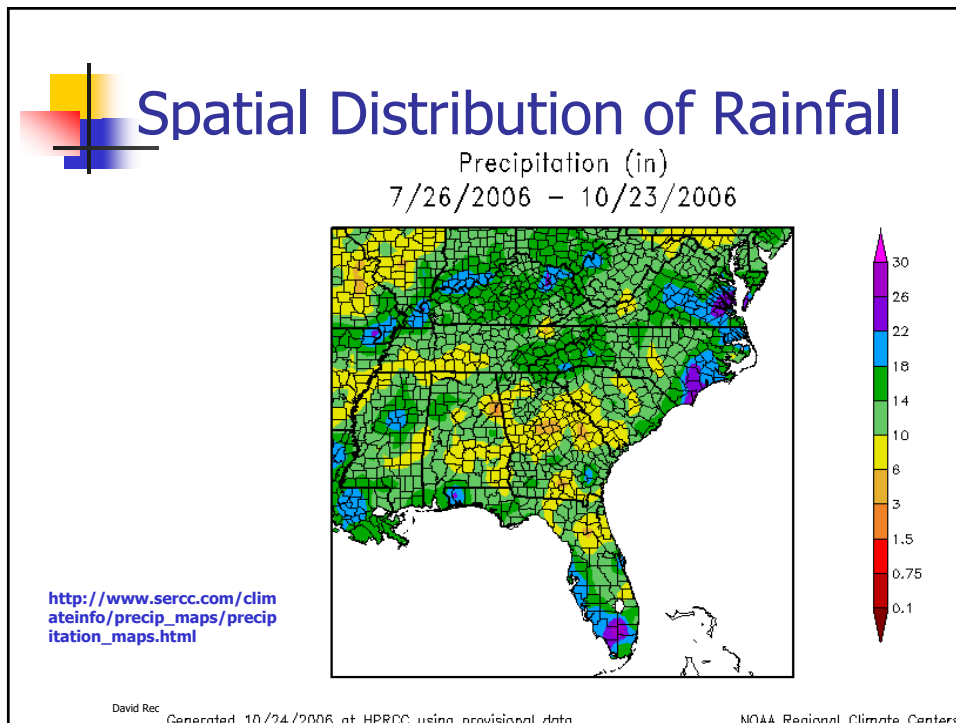 Spatial Distribution of Rainfall
Precipitation (in)
7/26/2006 – 10/23/2006
30
26
22
18
14
10
6
3
1.5
0.75
0.1
http://www.sercc.com/clim
ateinfo/precip_maps/precip
itation_maps.html
David Rec
Generated 10/24/2006 at HPRCC using provisional data.
NOAA Regional Climate Centers